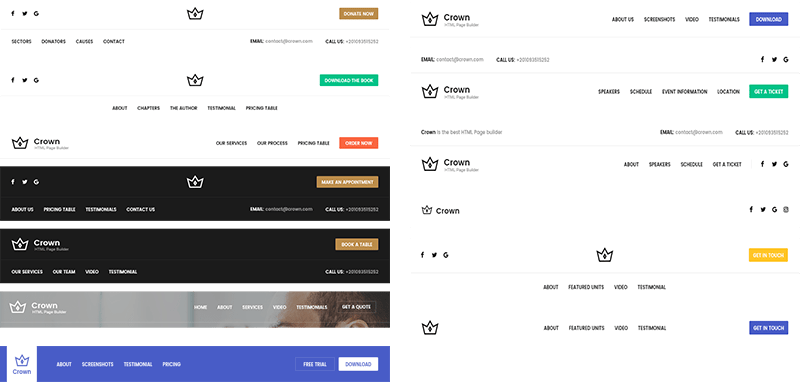 DONATE NOW
SECTORS DONATORS CAUSES CONTACT EMAIL: contact@crown.com CALL US: +201093515252
DOWNLOAD THE BOOK
ABOUT CHAPTERS THE AUTHOR TESTIMONIAL PRICING TABLE
Crown
HTML Page Builder
OUR SERVICES OUR PROCESS PRICING TABLE ORDER NOW
MAKE AN APPOINTMENT
ABOUT US PRICING TABLE TESTIMONIALS CONTACT US EMAIL: contact@crown.com CALL US: +201093515252
Crown
HTML Page Builder
BOOK A TABLE
OUR SERVICES OUR TEAM VIDEO TESTIMONIAL CALL US: +201093515252
Crown
HTML Page Builder
HOME ABOUT SERVICES VIDEO TESTIMONIALS GET A QUOTE
Crown
ABOUT SCREENSHOTS TESTIMONIAL PRICING FREE TRIAL DOWNLOAD
Crown
HTML Page Builder
ABOUT US SCREENSHOTS VIDEO TESTIMONIALS DOWNLOAD
EMAIL: contact@crown.com CALL US: +201093515252
Crown
HTML Page Builder
SPEAKERS SCHEDULE EVENT INFORMATION LOCATION GET A TICKET
Crown is the best HTML Page builder EMAIL: contact@crown.com CALL US: +201093515252
Crown
HTML Page Builder
ABOUT SPEAKERS SCHEDULE GET A TICKET
Crown
GET IN TOUCH
ABOUT FEATURED UNITS VIDEO TESTIMONIAL
ABOUT FEATURED UNITS VIDEO TESTIMONIAL GET IN TOUCH